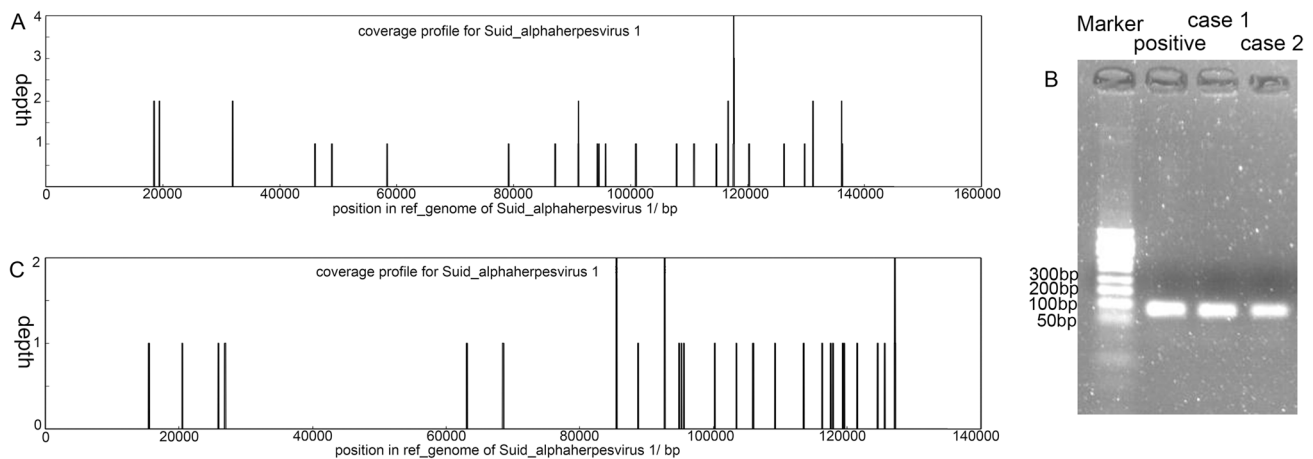 A
coverage profile for Suid_alphaherpesvirus 1
depth
4
3
2
1
0 20000 40000 60000 80000 100000 120000 140000 160000
position in ref_genome of Suid_alphaherpesvirus 1/ bp
C
coverage profile for Suid_alphaherpesvirus 1
depth
2
1
0
0 20000 40000 60000 80000 100000 120000 140000
position in ref_genome of Suid_alphaherpesvirus 1/ bp
B
Marker
positive
case 1
case 2
300bp
200bp
100bp
50bp